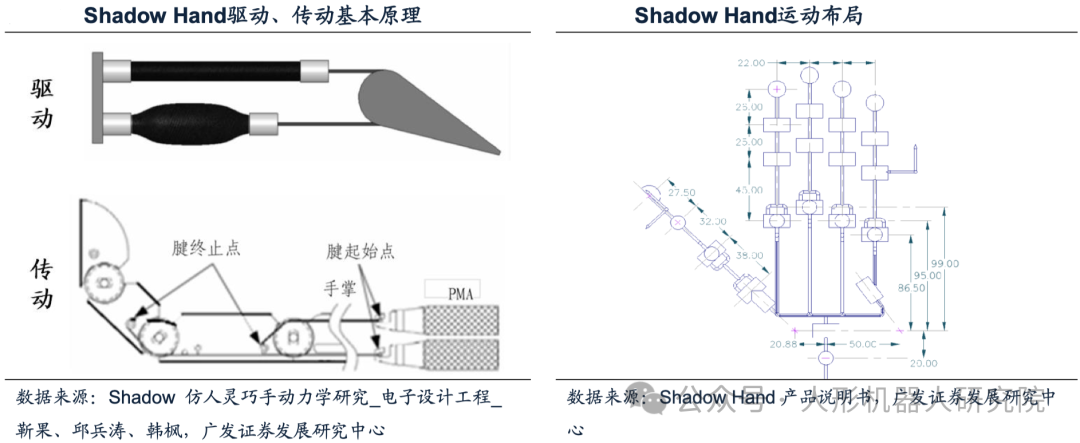 Shadow Hand驱动、传动基本原理
驱
动
传
动
腱终止点
腱起始点
手掌
PMA
数据来源：Shadow 仿人灵巧手动力学研究_电子设计工程_
靳果、邱兵涛、韩枫，广发证券发展研究中心
Shadow Hand运动布局
22.00
25.00
25.00
45.00
27.50
32.00
38.00
99.00
95.00
86.50
20.88
50.00
20.00
数据来源：Shadow Hand 产品说明书，广发证券发展研究中
心
公众号·人形机器人研究院